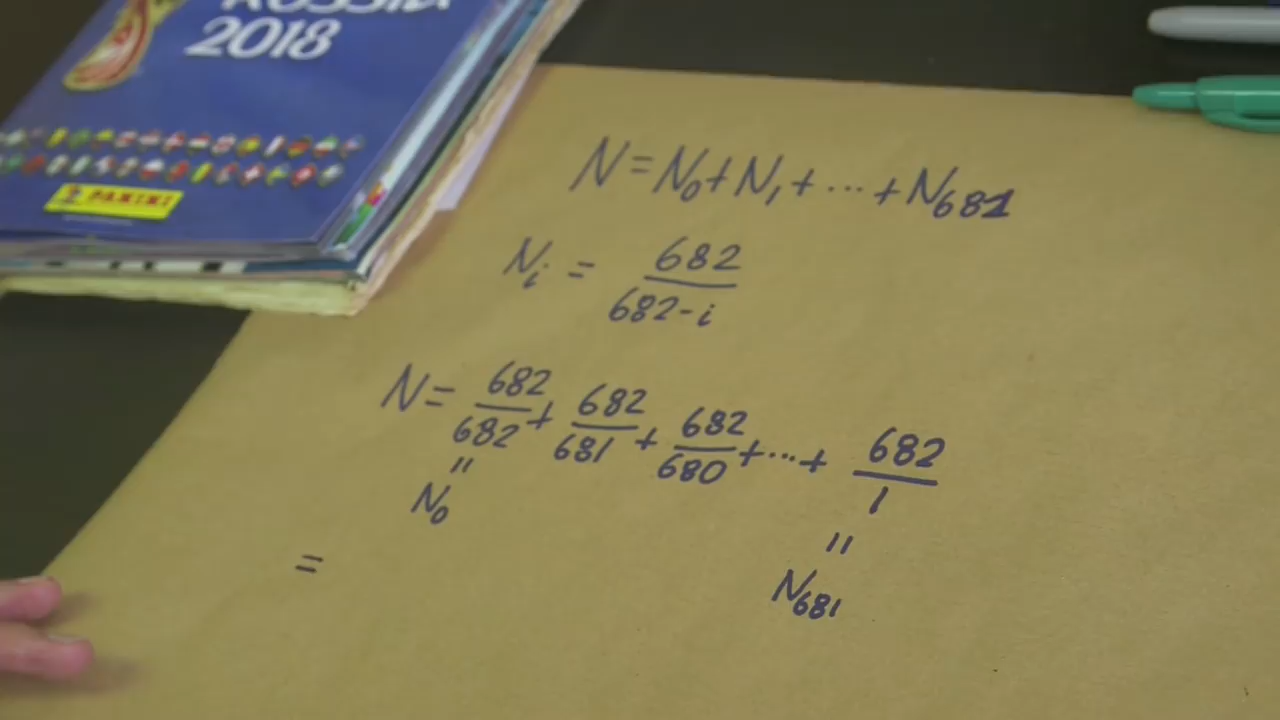 RUSSIA
2018
PANINI
N = N₀ + N₁ + ··· + N₆₈₁
Nᵢ = 682/(682-i)
N = 682/682 + 682/681 + 682/680 + ··· + 682/1
= =
N₀ N₆₈₁
=